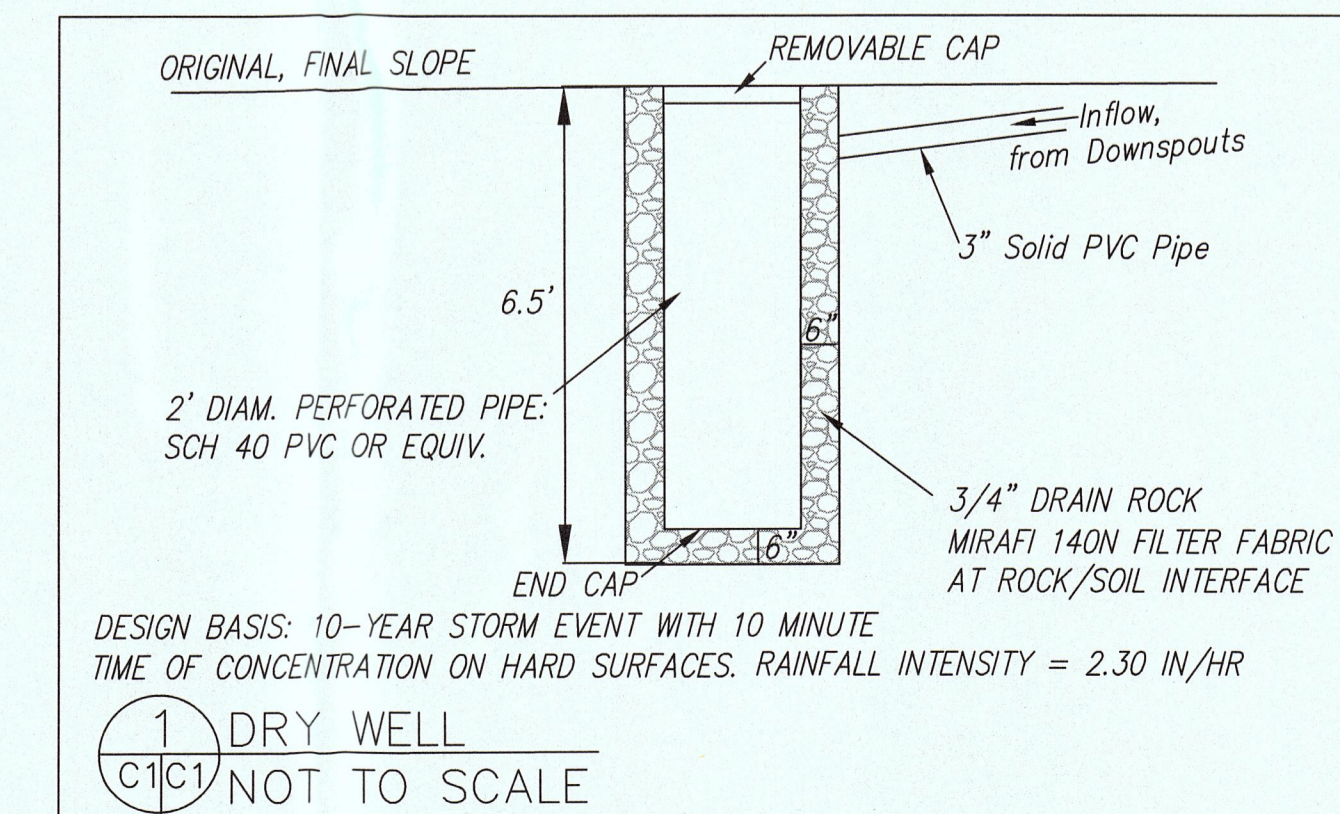 ORIGINAL, FINAL SLOPE
REMOVABLE CAP
Inflow,
from Downspouts
3" Solid PVC Pipe
6.5'
6"
2' DIAM. PERFORATED PIPE:
SCH 40 PVC OR EQUIV.
3/4" DRAIN ROCK
MIRAFI 140N FILTER FABRIC
AT ROCK/SOIL INTERFACE
6"
END CAP
DESIGN BASIS: 10-YEAR STORM EVENT WITH 10 MINUTE
TIME OF CONCENTRATION ON HARD SURFACES. RAINFALL INTENSITY = 2.30 IN/HR
1 DRY WELL
C1 C1 NOT TO SCALE